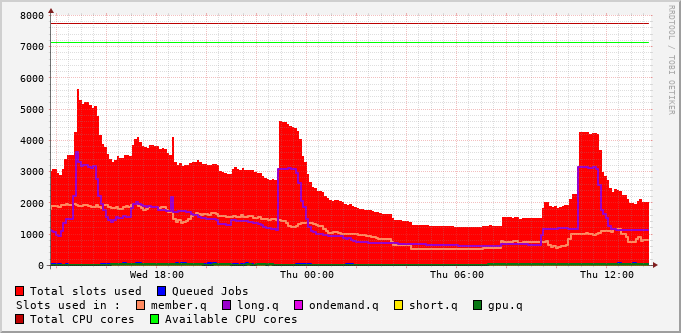 8000
7000
6000
5000
4000
3000
2000
1000
0
Wed 18:00 Thu 00:00 Thu 06:00 Thu 12:00
RRDTOOL / TOBI OETIKER
Total slots used Queued Jobs
Slots used in : member.q long.q ondemand.q short.q gpu.q
Total CPU cores Available CPU cores